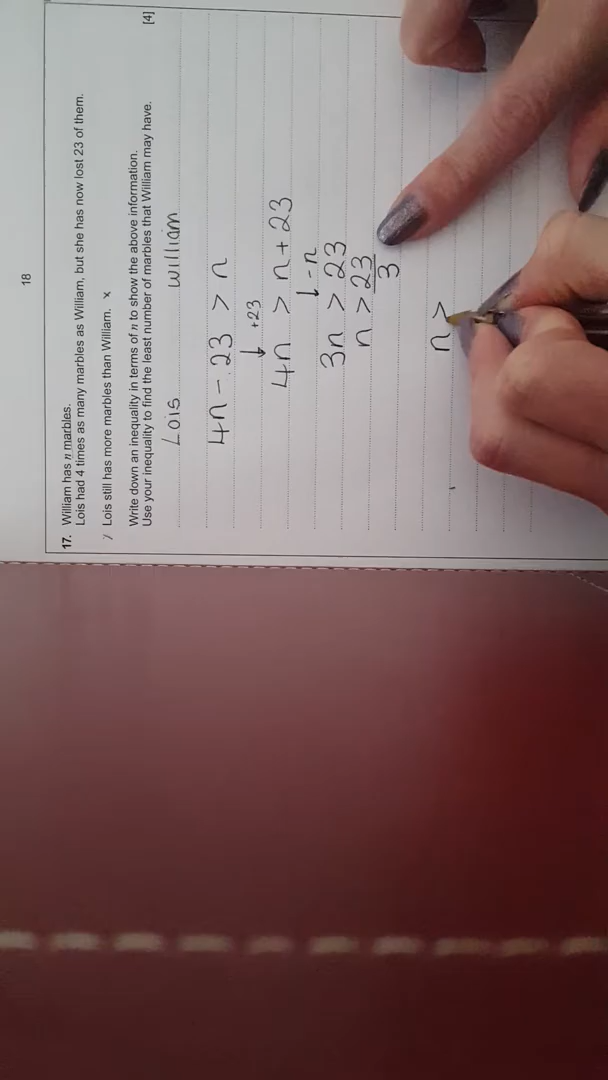 18
17. William has n marbles.
Lois had 4 times as many marbles as William, but she has now lost 23 of them.
Lois still has more marbles than William. x
Write down an inequality in terms of n to show the above information.
Use your inequality to find the least number of marbles that William may have.
[4]
Lois William
4n - 23 > n
↓ +23
4n > n + 23
↓ -n
3n > 23
n > 23
3
n >